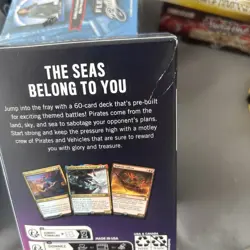 THE SEAS
BELONG TO YOU
Jump into the fray with a 60-card deck that's pre-built
for exciting themed battles! Pirates come from the
land, sky, and sea to sabotage your opponent's plans.
Start strong and keep the pressure high with a motley
crew of Pirates and Vehicles that are sure to reward
you with glory and treasure.
MADE IN USA